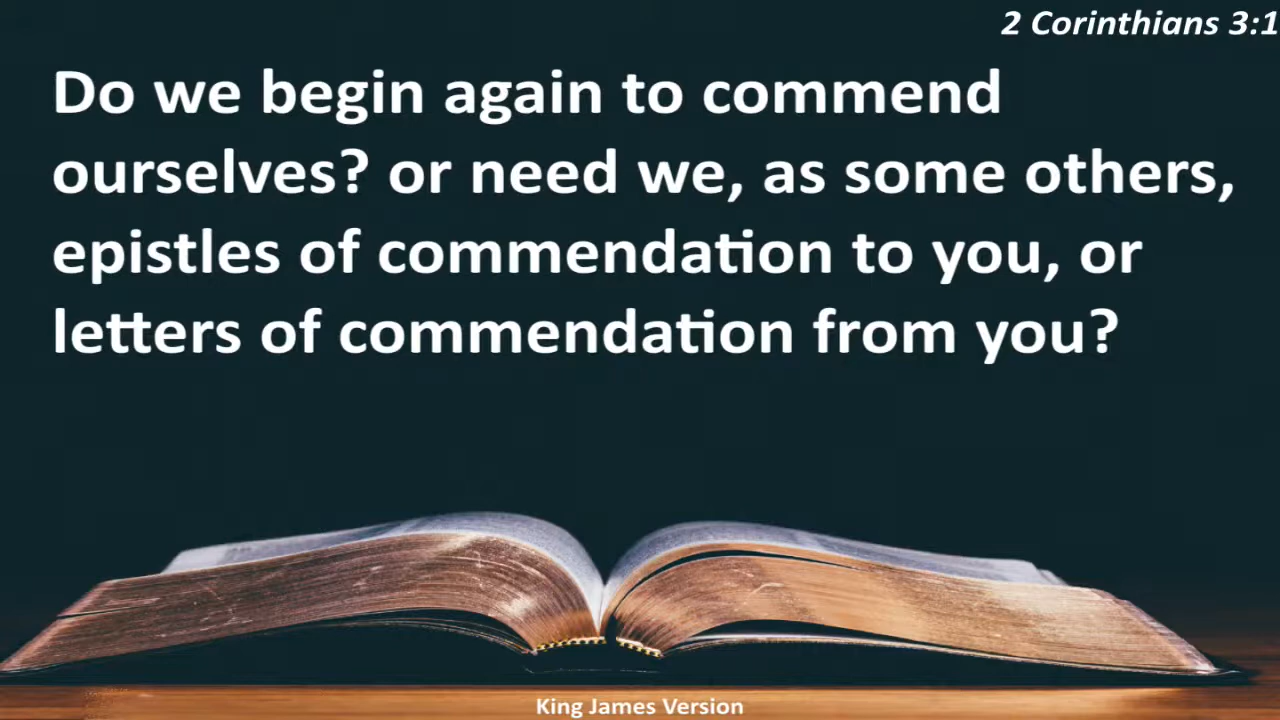 2 Corinthians 3:1
Do we begin again to commend
ourselves? or need we, as some others,
epistles of commendation to you, or
letters of commendation from you?
King James Version